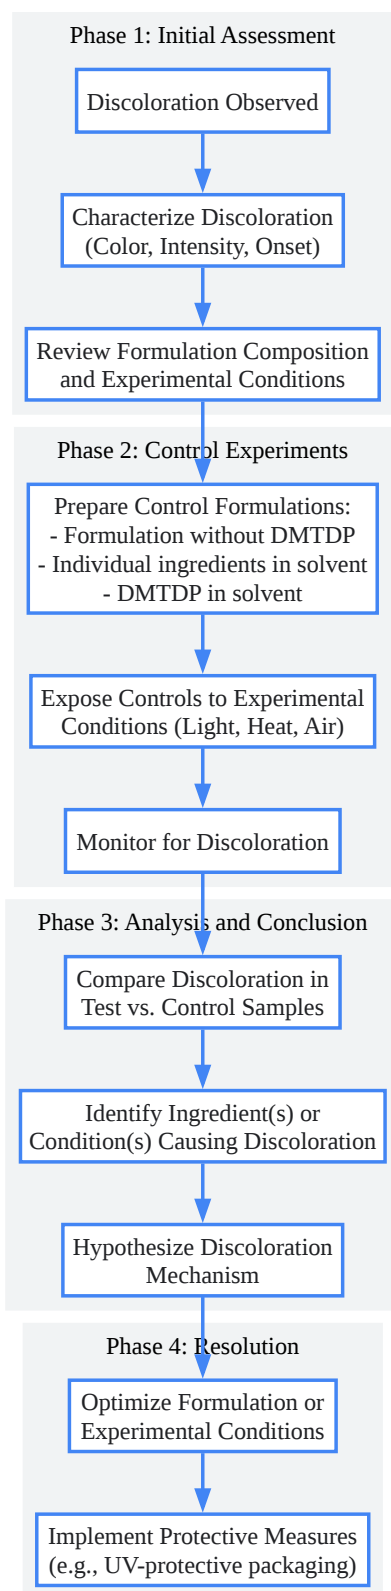 Phase 1: Initial Assessment
Discoloration Observed
Characterize Discoloration
(Color, Intensity, Onset)
Review Formulation Composition
and Experimental Conditions
Phase 2: Control Experiments
Prepare Control Formulations:
- Formulation without DMTDP
- Individual ingredients in solvent
- DMTDP in solvent
Expose Controls to Experimental
Conditions (Light, Heat, Air)
Monitor for Discoloration
Phase 3: Analysis and Conclusion
Compare Discoloration in
Test vs. Control Samples
Identify Ingredient(s) or
Condition(s) Causing Discoloration
Hypothesize Discoloration
Mechanism
Phase 4: Resolution
Optimize Formulation or
Experimental Conditions
Implement Protective Measures
(e.g., UV-protective packaging)